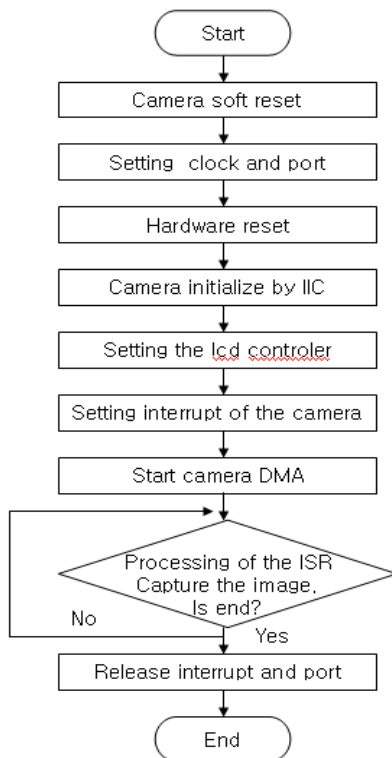 Start
Camera soft reset
Setting clock and port
Hardware reset
Camera initialize by IIC
Setting the lcd controler
Setting interrupt of the camera
Start camera DMA
Processing of the ISR
Capture the image,
Is end?
No
Yes
Release interrupt and port
End